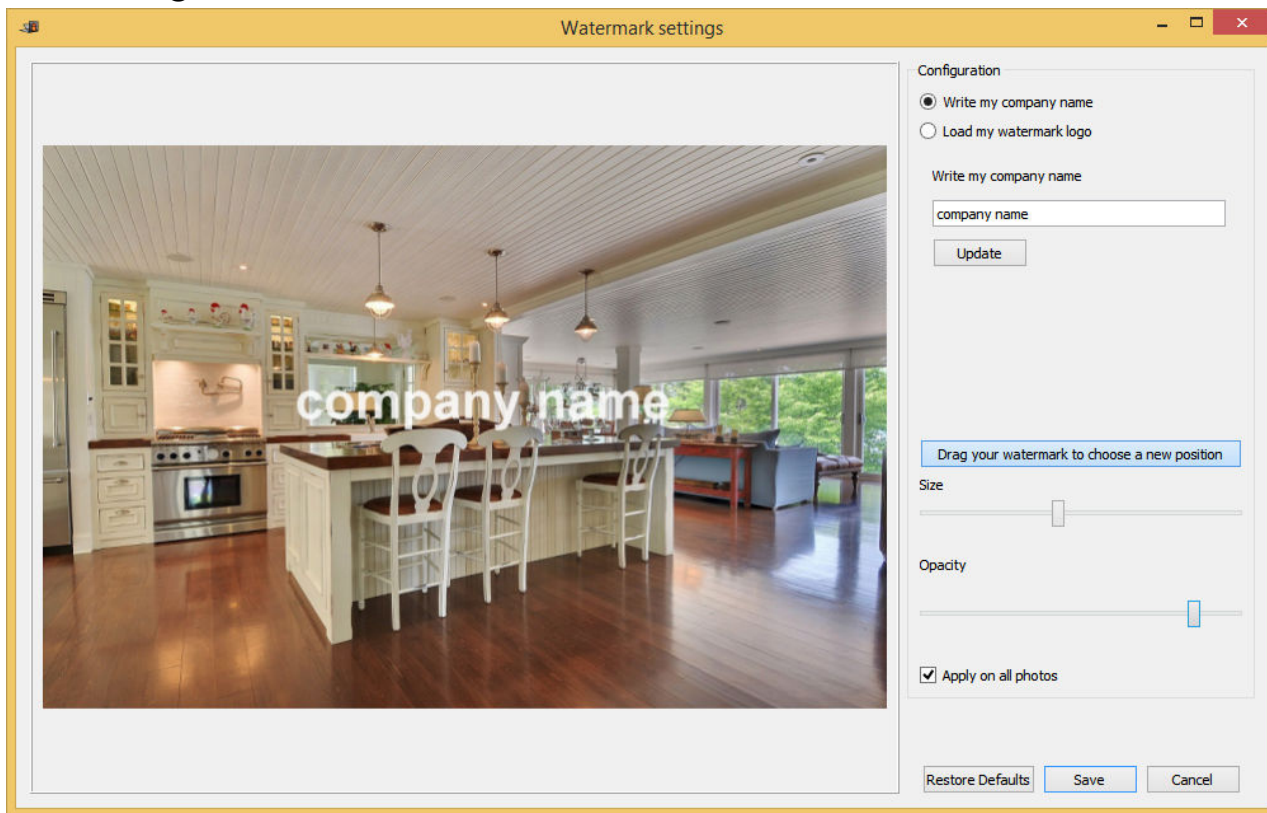 Watermark settings
Configuration
Write my company name
Load my watermark logo
Write my company name
company name
Update
company name
Drag your watermark to choose a new position
Size
Opacity
Apply on all photos
Restore Defaults Save Cancel